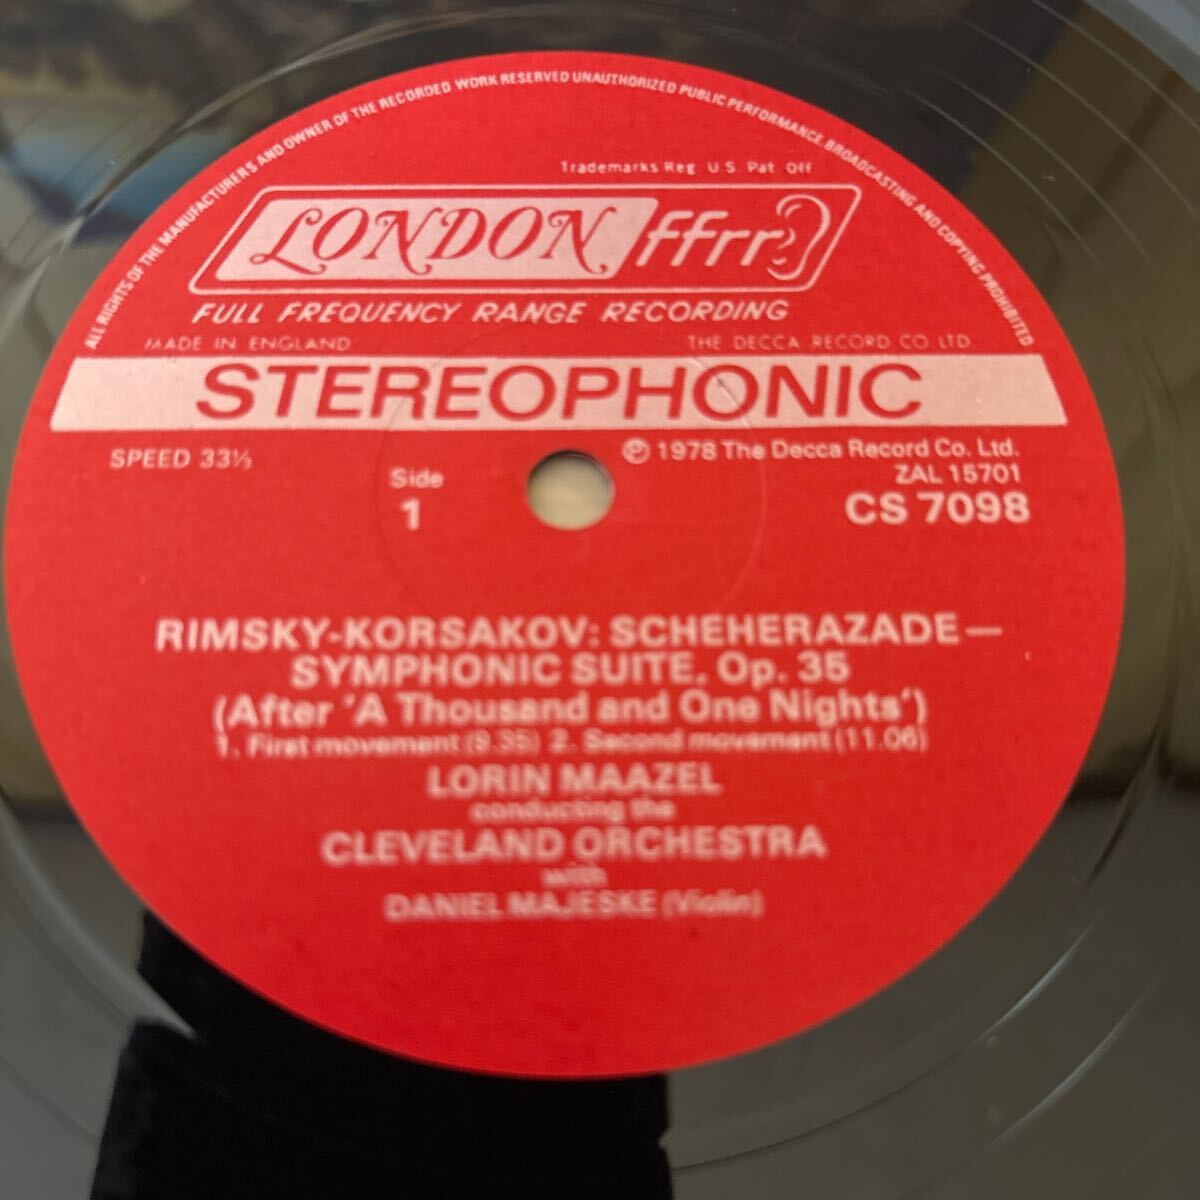 ALL RIGHTS OF THE MANUFACTURERS AND OWNER OF THE RECORDED WORK RESERVED UNAUTHORIZED PUBLIC PERFORMANCE, BROADCASTING AND COPYING PROHIBITED
Trademarks Reg U.S. Pat Off
LONDON ffrr
FULL FREQUENCY RANGE RECORDING
MADE IN ENGLAND THE DECCA RECORD CO LTD
STEREOPHONIC
SPEED 33⅓
Ⓟ 1978 The Decca Record Co. Ltd.
ZAL 15701
Side
1
CS 7098
RIMSKY-KORSAKOV: SCHEHERAZADE—
SYMPHONIC SUITE, Op. 35
(After 'A Thousand and One Nights')
1. First movement (9.35) 2. Second movement (11.06)
LORIN MAAZEL
conducting the
CLEVELAND ORCHESTRA
with
DANIEL MAJESKE (Violin)